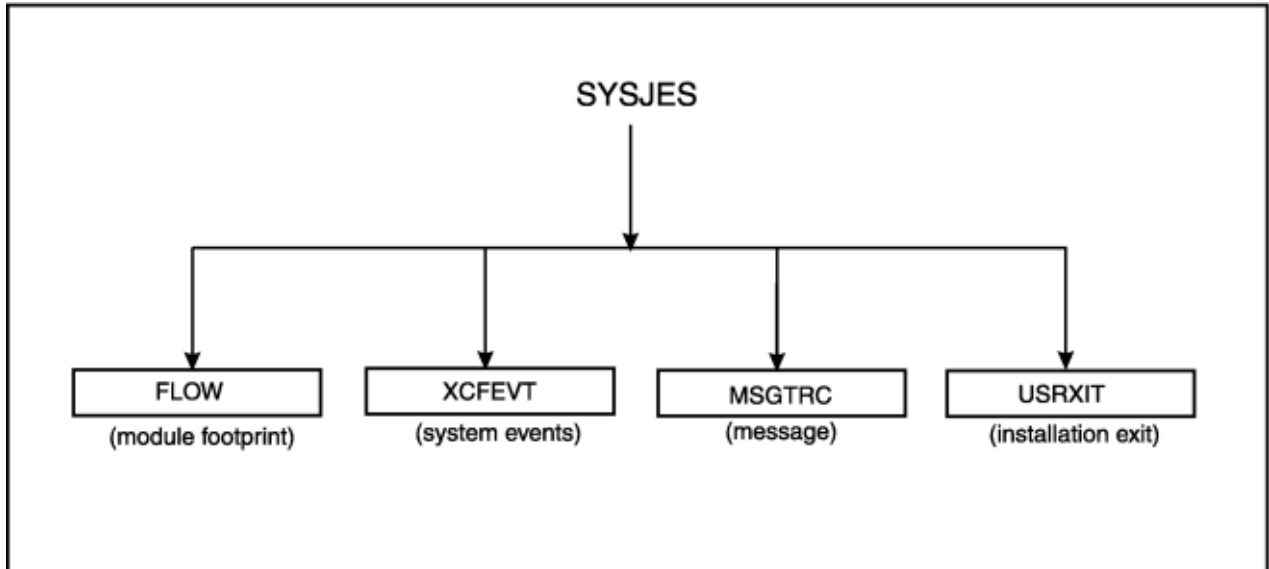 SYSJES
FLOW
(module footprint)
XCFEVT
(system events)
MSGTRC
(message)
USRXIT
(installation exit)